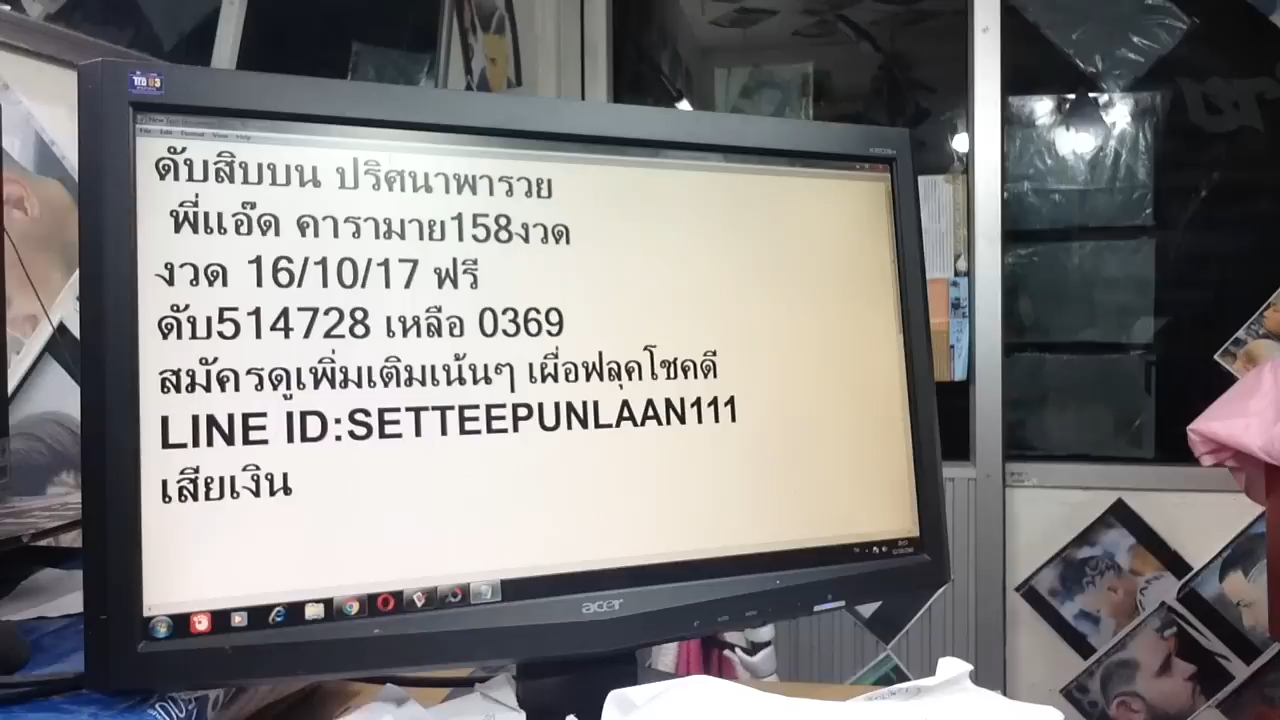 ดับสิบบน ปริศนาพารวย
พี่แอ๊ด คารามาย158งวด
งวด 16/10/17 ฟรี
ดับ514728 เหลือ 0369
สมัครดูเพิ่มเติมเน้นๆ เผื่อฟลุคโชคดี
LINE ID:SETTEEPUNLAAN111
เสียเงิน
acer